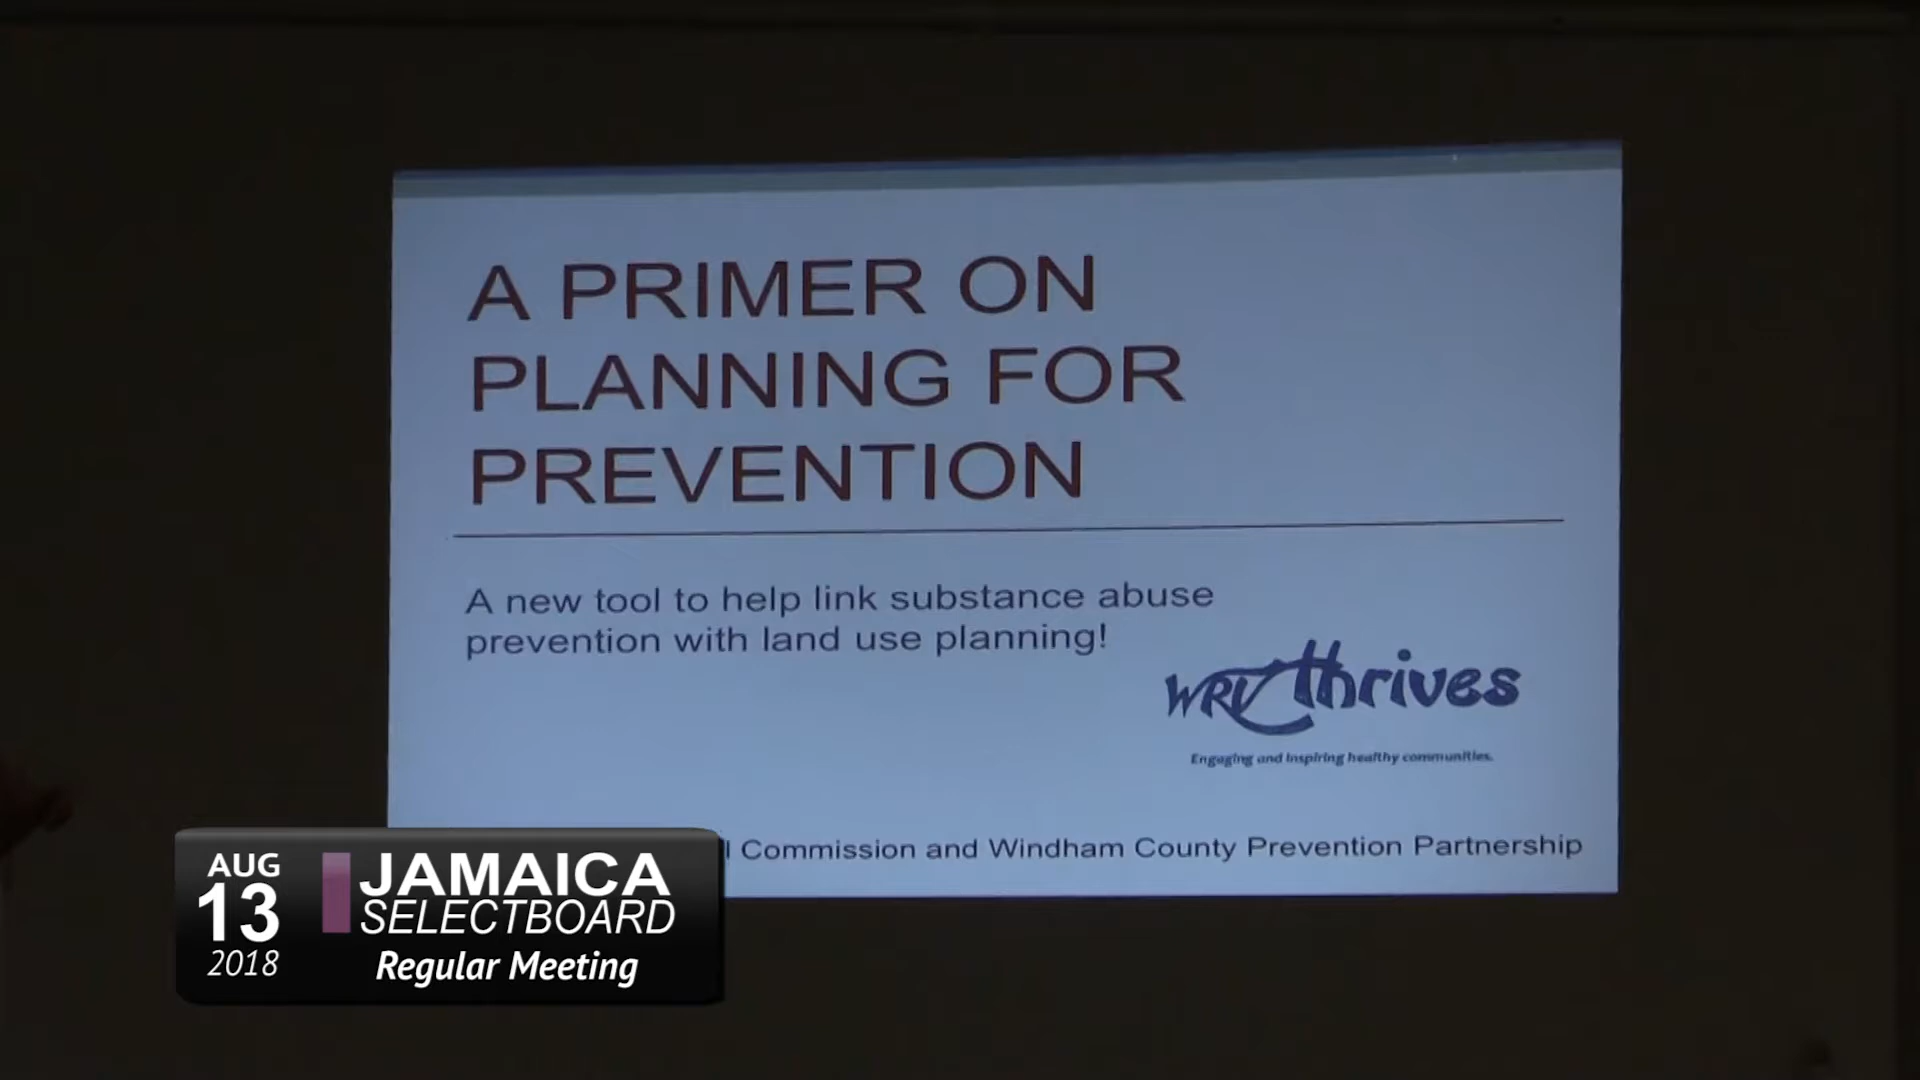 A PRIMER ON
PLANNING FOR
PREVENTION
A new tool to help link substance abuse
prevention with land use planning!
WRV thrives
Engaging and inspiring healthy communities.
Commission and Windham County Prevention Partnership
AUG
13
2018
JAMAICA
SELECTBOARD
Regular Meeting